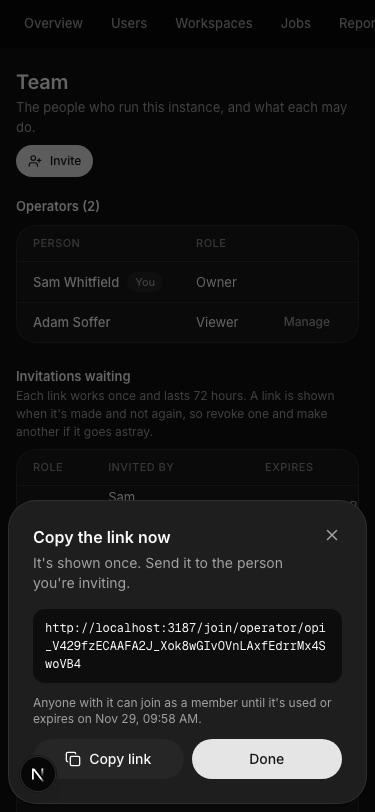 Overview Users Workspaces Jobs Repor
Team
The people who run this instance, and what each may
do.
Invite
Operators (2)
PERSON ROLE
Sam Whitfield You Owner
Adam Soffer Viewer Manage
Invitations waiting
Each link works once and lasts 72 hours. A link is shown
when it's made and not again, so revoke one and make
another if it goes astray.
ROLE INVITED BY EXPIRES
Sam
Copy the link now
It's shown once. Send it to the person
you're inviting.
http://localhost:3187/join/operator/opi
_V429fzECAAFA2J_Xok8wGIvOVnLAxfEdrrMx4S
woVB4
Anyone with it can join as a member until it's used or
expires on Nov 29, 09:58 AM.
N Copy link Done